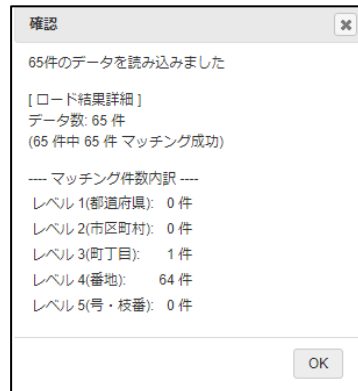 確認
65件のデータを読み込みました
[ ロード結果詳細 ]
データ数: 65 件
(65 件中 65 件 マッチング成功)
---- マッチング件数内訳 ----
レベル 1(都道府県): 0 件
レベル 2(市区町村): 0 件
レベル 3(町丁目): 1 件
レベル 4(番地): 64 件
レベル 5(号・枝番): 0 件
OK